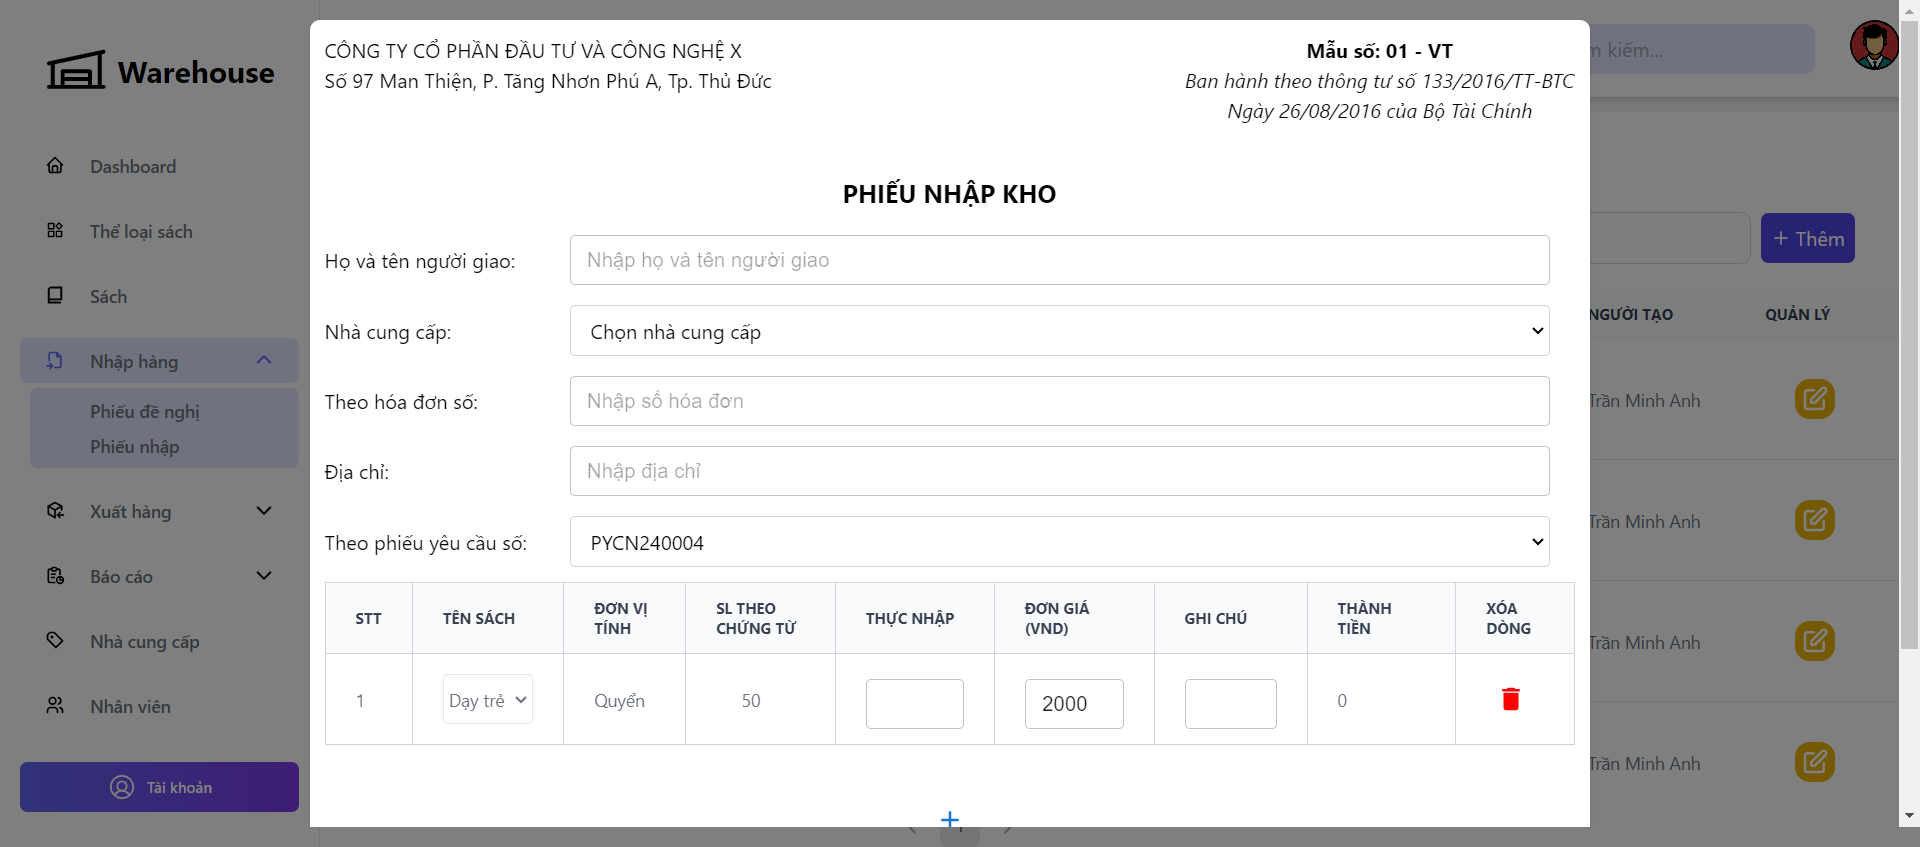 Warehouse
Dashboard
Thể loại sách
Sách
Nhập hàng
Phiếu đề nghị
Phiếu nhập
Xuất hàng
Báo cáo
Nhà cung cấp
Nhân viên
Tài khoản
CÔNG TY CỔ PHẦN ĐẦU TƯ VÀ CÔNG NGHỆ X
Số 97 Man Thiện, P. Tăng Nhơn Phú A, Tp. Thủ Đức
Mẫu số: 01 - VT
Ban hành theo thông tư số 133/2016/TT-BTC
Ngày 26/08/2016 của Bộ Tài Chính
PHIẾU NHẬP KHO
Họ và tên người giao:
Nhập họ và tên người giao
Nhà cung cấp:
Chọn nhà cung cấp
Theo hóa đơn số:
Nhập số hóa đơn
Địa chỉ:
Nhập địa chỉ
Theo phiếu yêu cầu số:
PYCN240004
STT TÊN SÁCH ĐƠN VỊ TÍNH SL THEO CHỨNG TỪ THỰC NHẬP ĐƠN GIÁ (VND) GHI CHÚ THÀNH TIỀN XÓA DÒNG
1 Dạy trẻ Quyển 50 2000 0
kiếm...
+ Thêm
NGƯỜI TẠO QUẢN LÝ
Trần Minh Anh
Trần Minh Anh
Trần Minh Anh
Trần Minh Anh